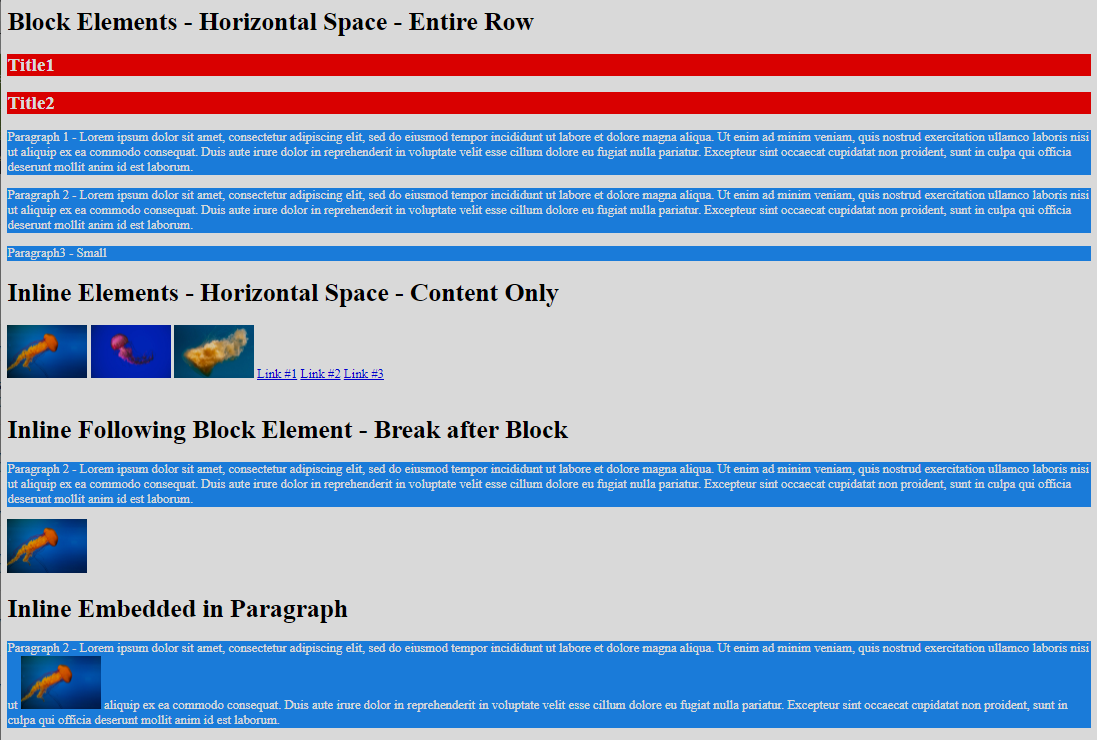 Block Elements - Horizontal Space - Entire Row
Title1
Title2
Paragraph 1 - Lorem ipsum dolor sit amet, consectetur adipiscing elit, sed do eiusmod tempor incididunt ut labore et dolore magna aliqua. Ut enim ad minim veniam, quis nostrud exercitation ullamco laboris nisi
ut aliquip ex ea commodo consequat. Duis aute irure dolor in reprehenderit in voluptate velit esse cillum dolore eu fugiat nulla pariatur. Excepteur sint occaecat cupidatat non proident, sunt in culpa qui officia
deserunt mollit anim id est laborum.
Paragraph 2 - Lorem ipsum dolor sit amet, consectetur adipiscing elit, sed do eiusmod tempor incididunt ut labore et dolore magna aliqua. Ut enim ad minim veniam, quis nostrud exercitation ullamco laboris nisi
ut aliquip ex ea commodo consequat. Duis aute irure dolor in reprehenderit in voluptate velit esse cillum dolore eu fugiat nulla pariatur. Excepteur sint occaecat cupidatat non proident, sunt in culpa qui officia
deserunt mollit anim id est laborum.
Paragraph3 - Small
Inline Elements - Horizontal Space - Content Only
Link #1 Link #2 Link #3
Inline Following Block Element - Break after Block
Paragraph 2 - Lorem ipsum dolor sit amet, consectetur adipiscing elit, sed do eiusmod tempor incididunt ut labore et dolore magna aliqua. Ut enim ad minim veniam, quis nostrud exercitation ullamco laboris nisi
ut aliquip ex ea commodo consequat. Duis aute irure dolor in reprehenderit in voluptate velit esse cillum dolore eu fugiat nulla pariatur. Excepteur sint occaecat cupidatat non proident, sunt in culpa qui officia
deserunt mollit anim id est laborum.
Inline Embedded in Paragraph
Paragraph 2 - Lorem ipsum dolor sit amet, consectetur adipiscing elit, sed do eiusmod tempor incididunt ut labore et dolore magna aliqua. Ut enim ad minim veniam, quis nostrud exercitation ullamco laboris nisi
ut aliquip ex ea commodo consequat. Duis aute irure dolor in reprehenderit in voluptate velit esse cillum dolore eu fugiat nulla pariatur. Excepteur sint occaecat cupidatat non proident, sunt in
culpa qui officia deserunt mollit anim id est laborum.